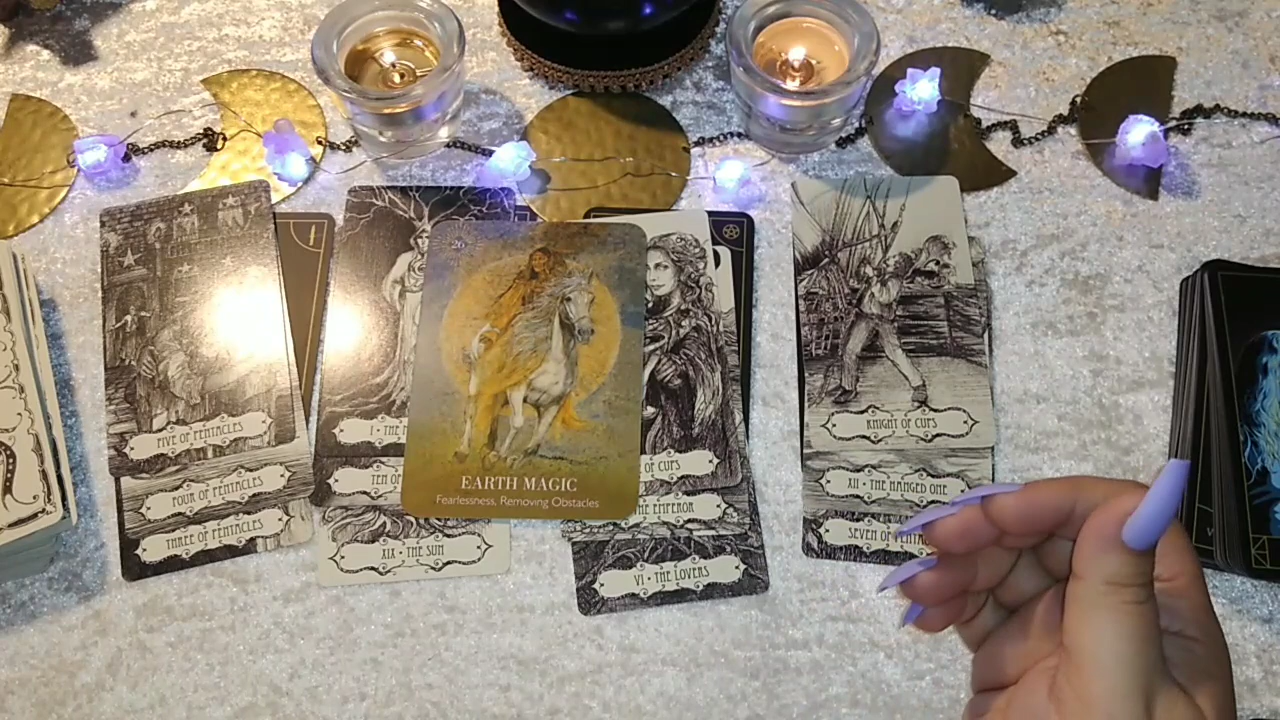 FIVE OF PENTACLES
FOUR OF PENTACLES
THREE OF PENTACLES
I • THE
TEN OF
XIX • THE SUN
26
EARTH MAGIC
Fearlessness, Removing Obstacles
OF CUPS
THE EMPEROR
VI • THE LOVERS
KNIGHT OF CUPS
XII • THE HANGED ONE
SEVEN OF